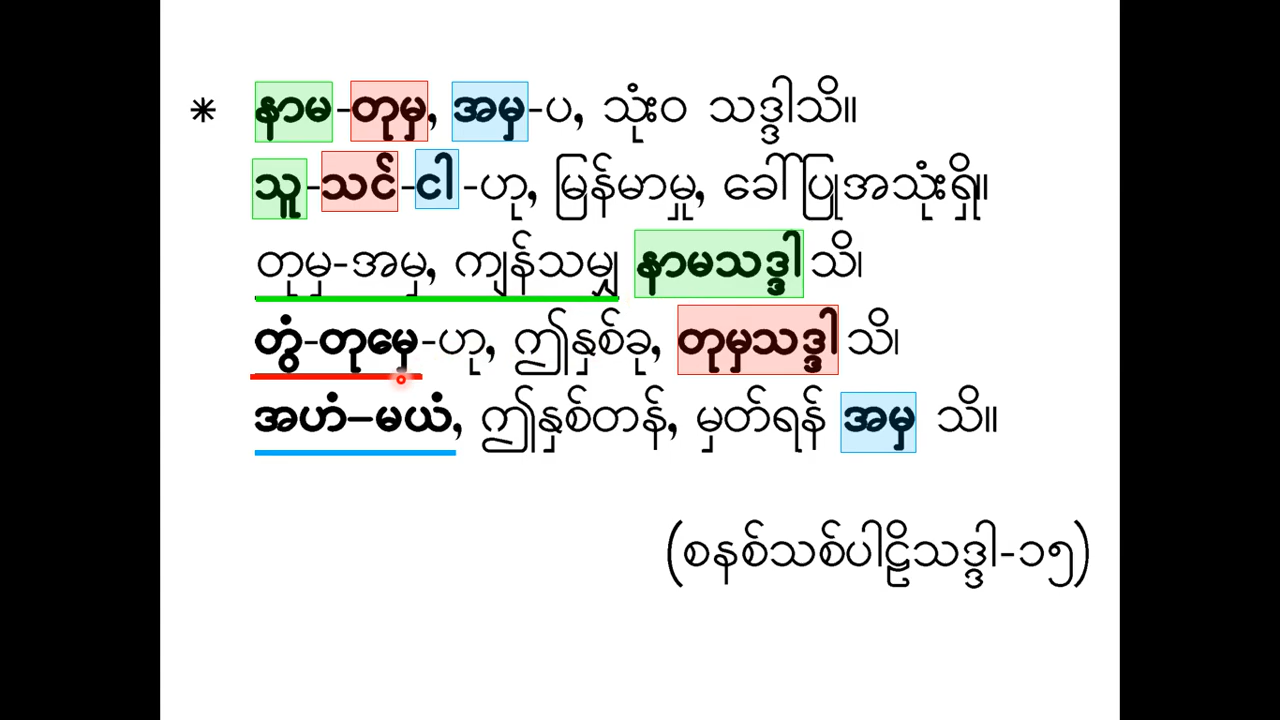 * နာမ-တုမှ, အမှ-ပ, သုံးဝ သဒ္ဒါသိ။
သူ-သင်-ငါ-ဟု, မြန်မာမှု, ခေါ်ပြုအသုံးရှိ။
တုမှ-အမှ, ကျန်သမျှ နာမသဒ္ဒါသိ၊
တွံ-တုမှေ-ဟု, ဤနှစ်ခု, တုမှသဒ္ဒါသိ၊
အဟံ–မယံ, ဤနှစ်တန်, မှတ်ရန် အမှ သိ။
(စနစ်သစ်ပါဠိသဒ္ဒါ-၁၅)